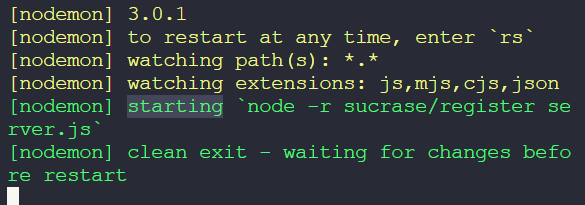 [nodemon] 3.0.1
[nodemon] to restart at any time, enter `rs`
[nodemon] watching path(s): *.*
[nodemon] watching extensions: js,mjs,cjs,json
[nodemon] starting `node -r sucrase/register se
rver.js`
[nodemon] clean exit - waiting for changes befo
re restart